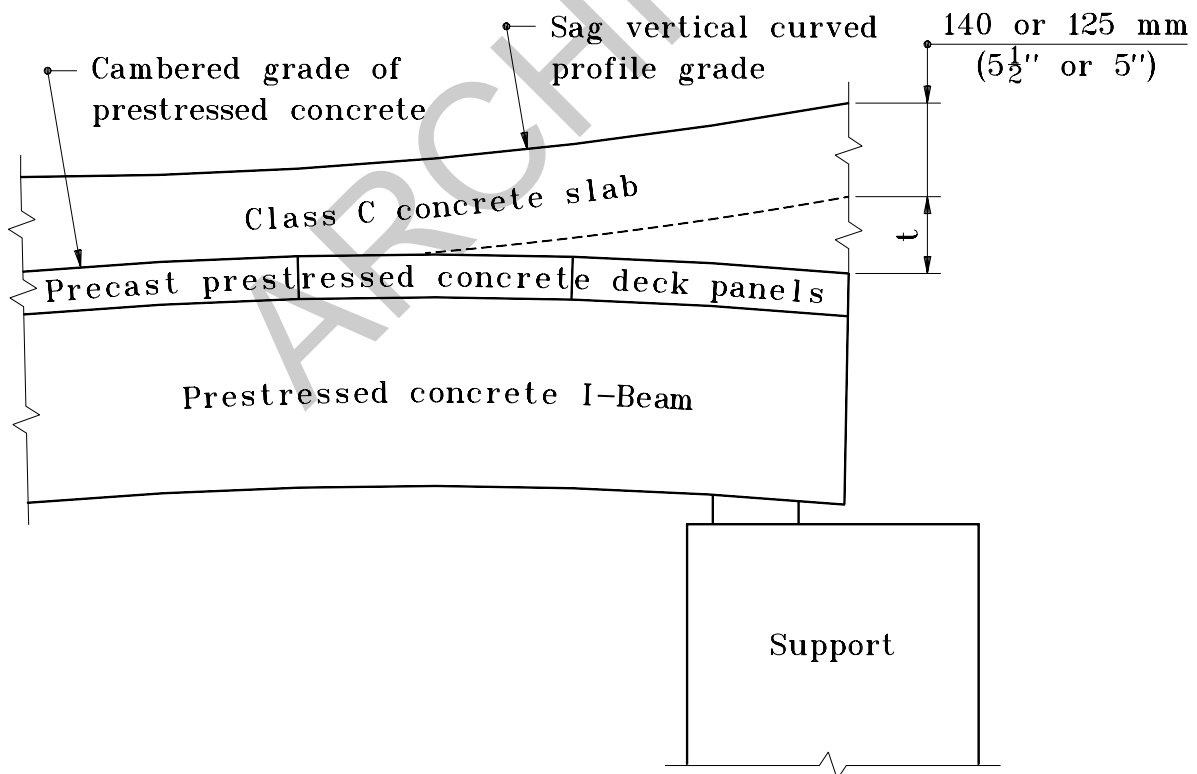 Sag vertical curved
profile grade
140 or 125 mm
(5½" or 5")
Cambered grade of
prestressed concrete
Class C concrete slab
t
Precast prestressed concrete deck panels
Prestressed concrete I-Beam
Support